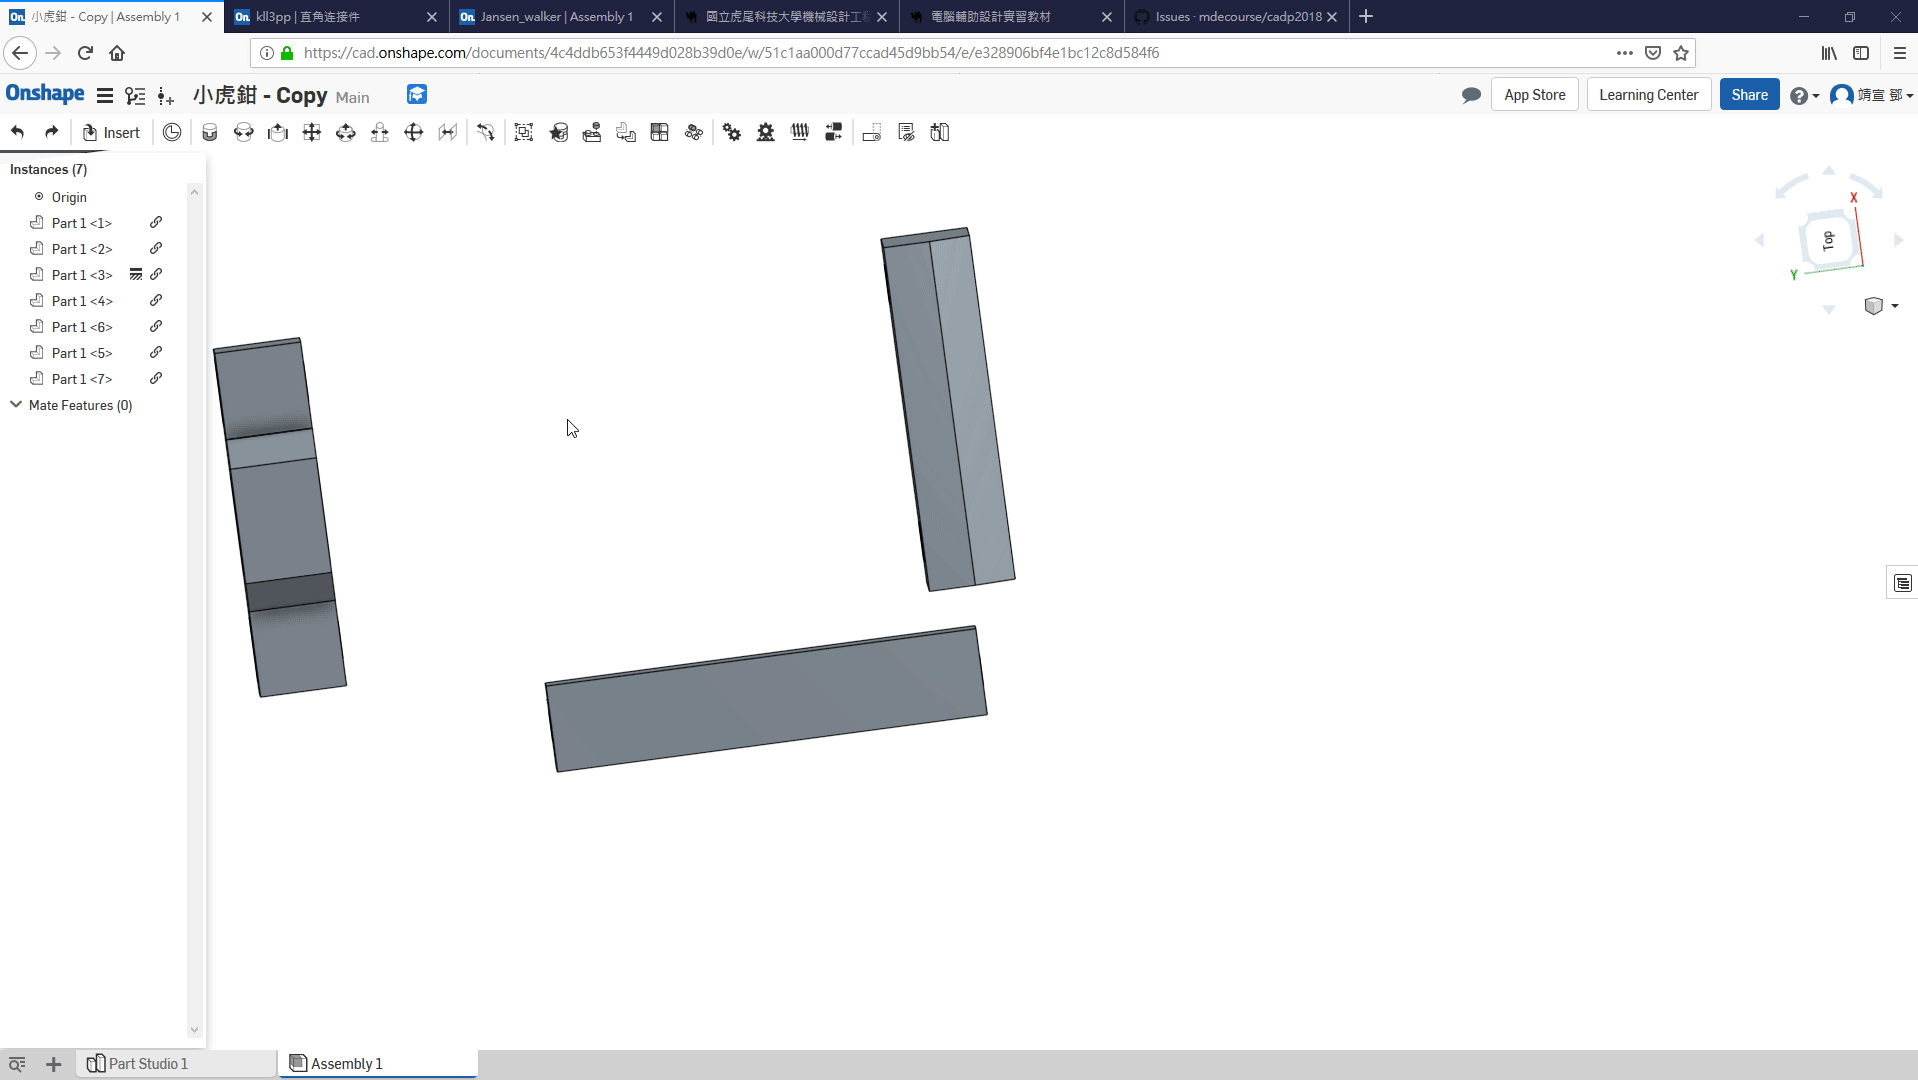 小虎鉗 - Copy | Assembly 1
kll3pp | 直角连接件
Jansen_walker | Assembly 1
國立虎尾科技大學機械設計工程
電腦輔助設計實習教材
Issues · mdecourse/cadp2018
https://cad.onshape.com/documents/4c4ddb653f4449d028b39d0e/w/51c1aa000d77ccad45d9bb54/e/e328906bf4e1bc12c8d584f6
Onshape
小虎鉗 - Copy Main
App Store
Learning Center
Share
靖宣 鄧
Insert
Instances (7)
Origin
Part 1 <1>
Part 1 <2>
Part 1 <3>
Part 1 <4>
Part 1 <6>
Part 1 <5>
Part 1 <7>
Mate Features (0)
X
Top
Y
Part Studio 1
Assembly 1